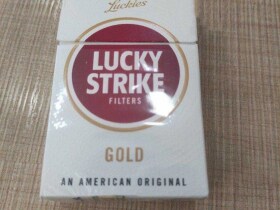 Luckies
LUCKY
STRIKE
FILTERS
GOLD
AN AMERICAN ORIGINAL